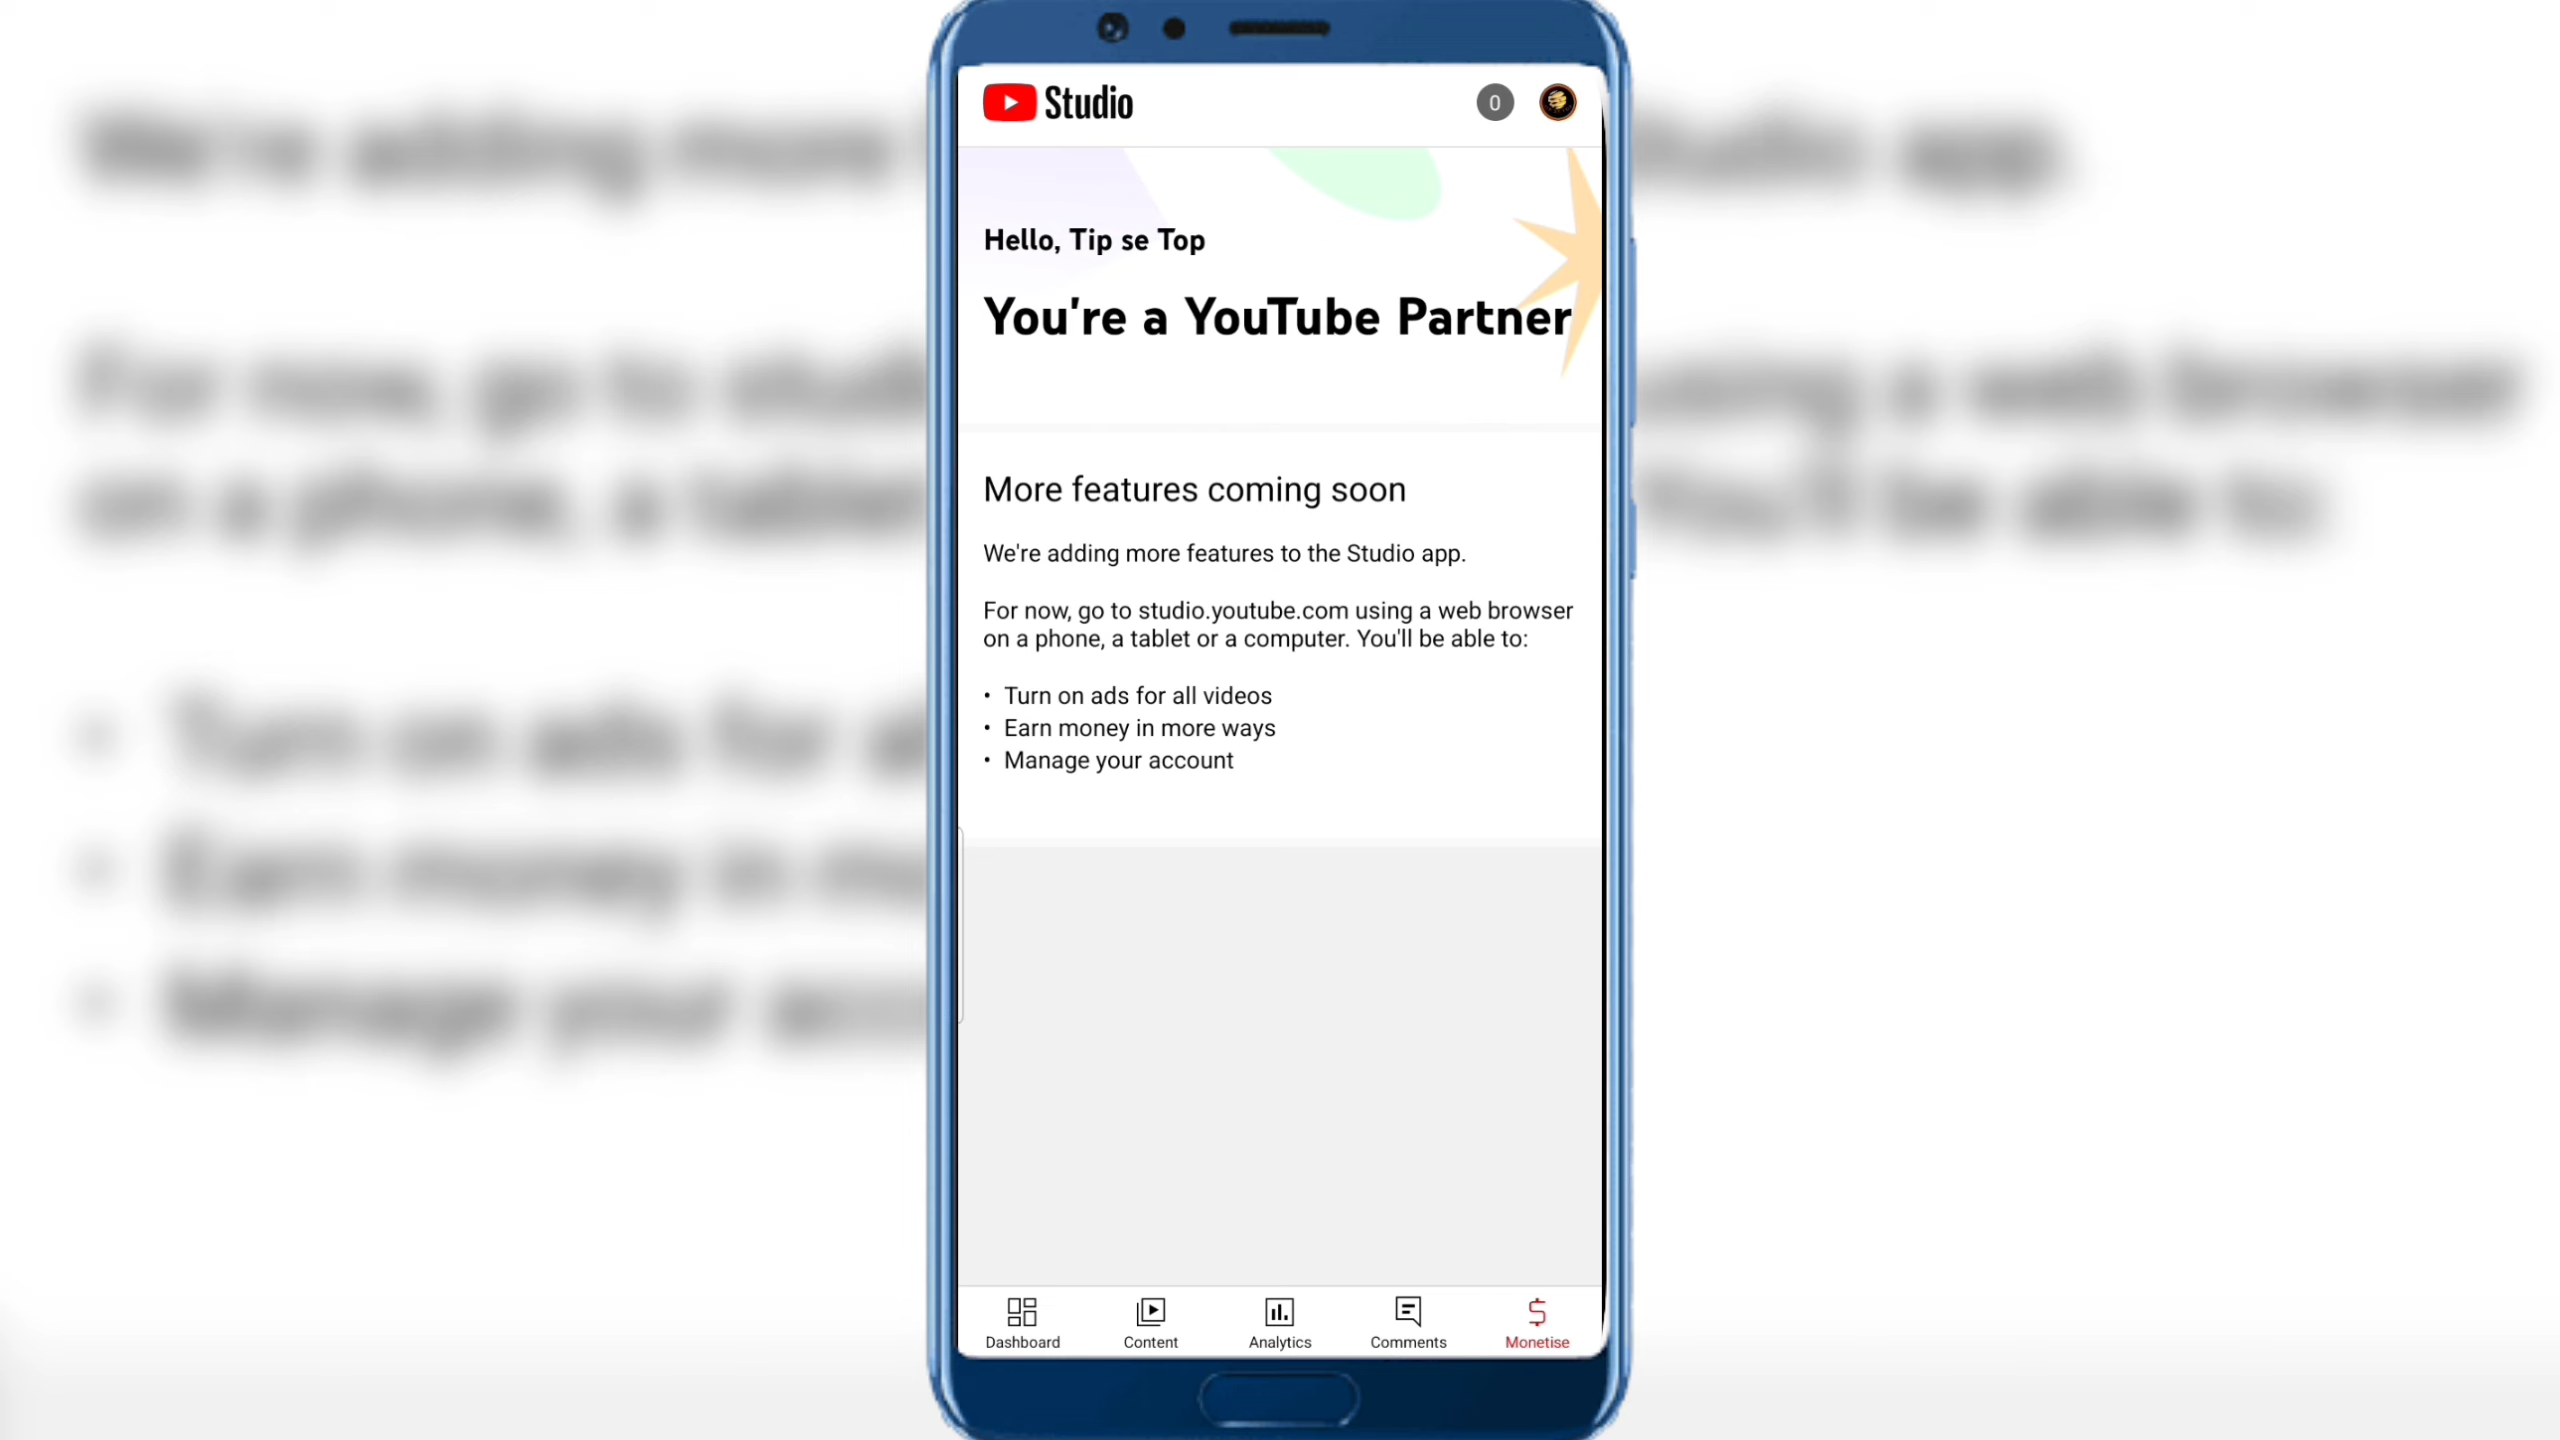 Studio
0
Hello, Tip se Top
You're a YouTube Partner
More features coming soon
We're adding more features to the Studio app.
For now, go to studio.youtube.com using a web browser
on a phone, a tablet or a computer. You'll be able to:
• Turn on ads for all videos
• Earn money in more ways
• Manage your account
Dashboard
Content
Analytics
Comments
Monetise